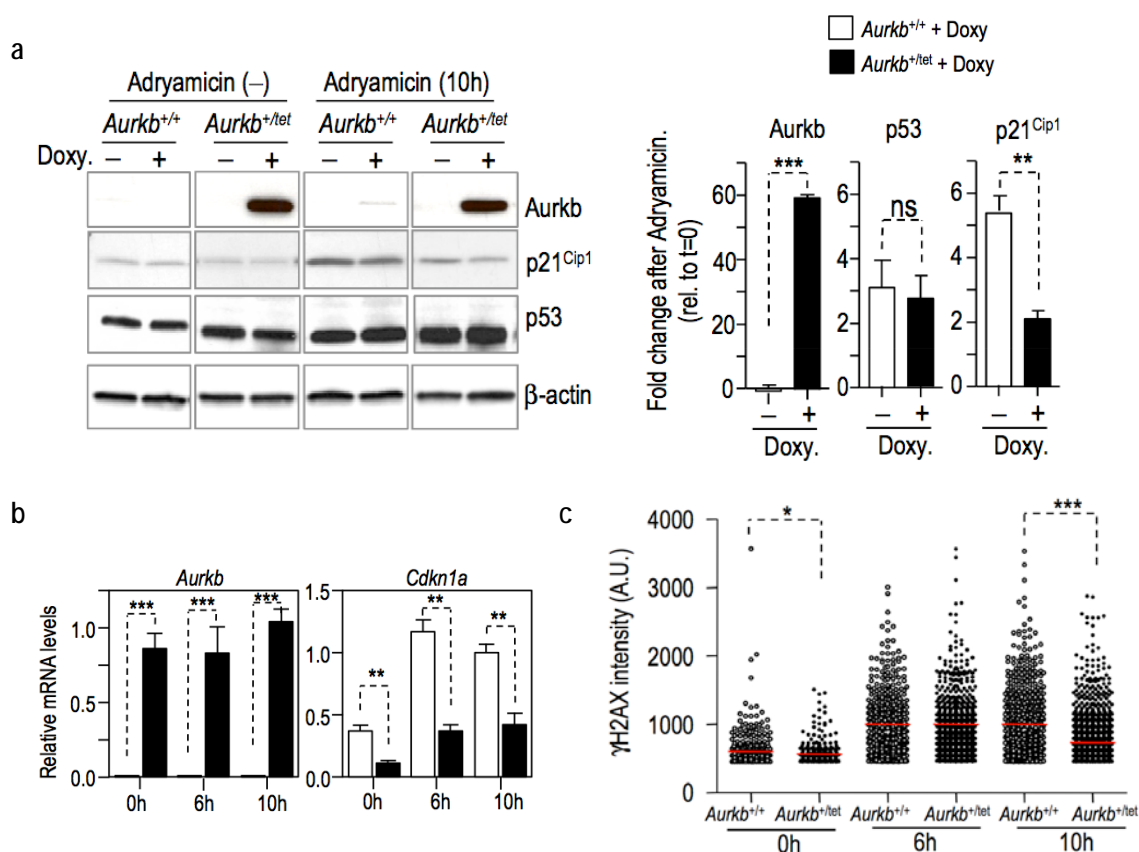 a
Adryamicin (–) Adryamicin (10h)
Aurkb+/+ Aurkb+/tet Aurkb+/+ Aurkb+/tet
Doxy. – + – + – + – +
Aurkb
p21Cip1
p53
β-actin
Aurkb+/+ + Doxy
Aurkb+/tet + Doxy
Aurkb p53 p21Cip1
*** ns **
Fold change after Adryamicin.
(rel. to t=0)
60
40
20
0
6
4
2
0
6
4
2
0
– + – + – +
Doxy. Doxy. Doxy.
b
Aurkb Cdkn1a
Relative mRNA levels
1.0
0.5
0.0
*** *** ***
1.5
1.0
0.5
0.0
** ** **
0h 6h 10h 0h 6h 10h
c
γH2AX intensity (A.U.)
4000
3000
2000
1000
0
* ***
Aurkb+/+ Aurkb+/tet Aurkb+/+ Aurkb+/tet Aurkb+/+ Aurkb+/tet
0h 6h 10h